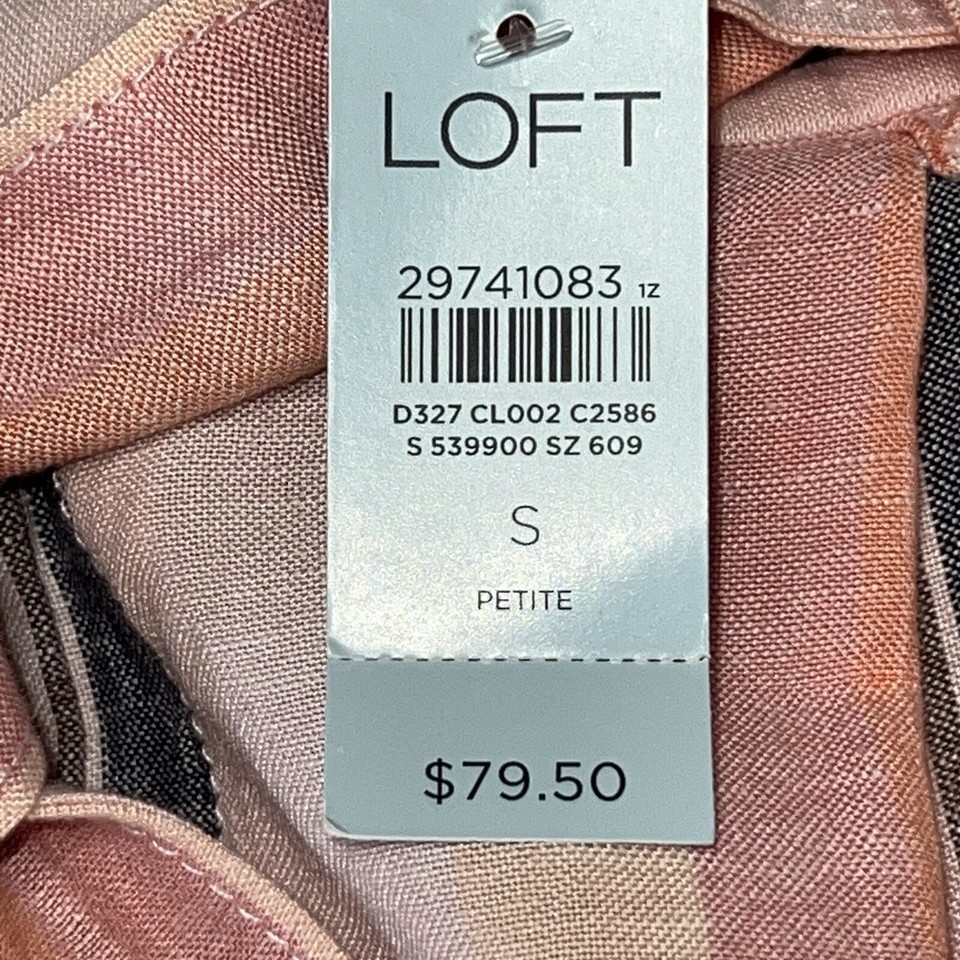 LOFT
29741083 1Z
D327 CL002 C2586
S 539900 SZ 609
S
PETITE
$79.50